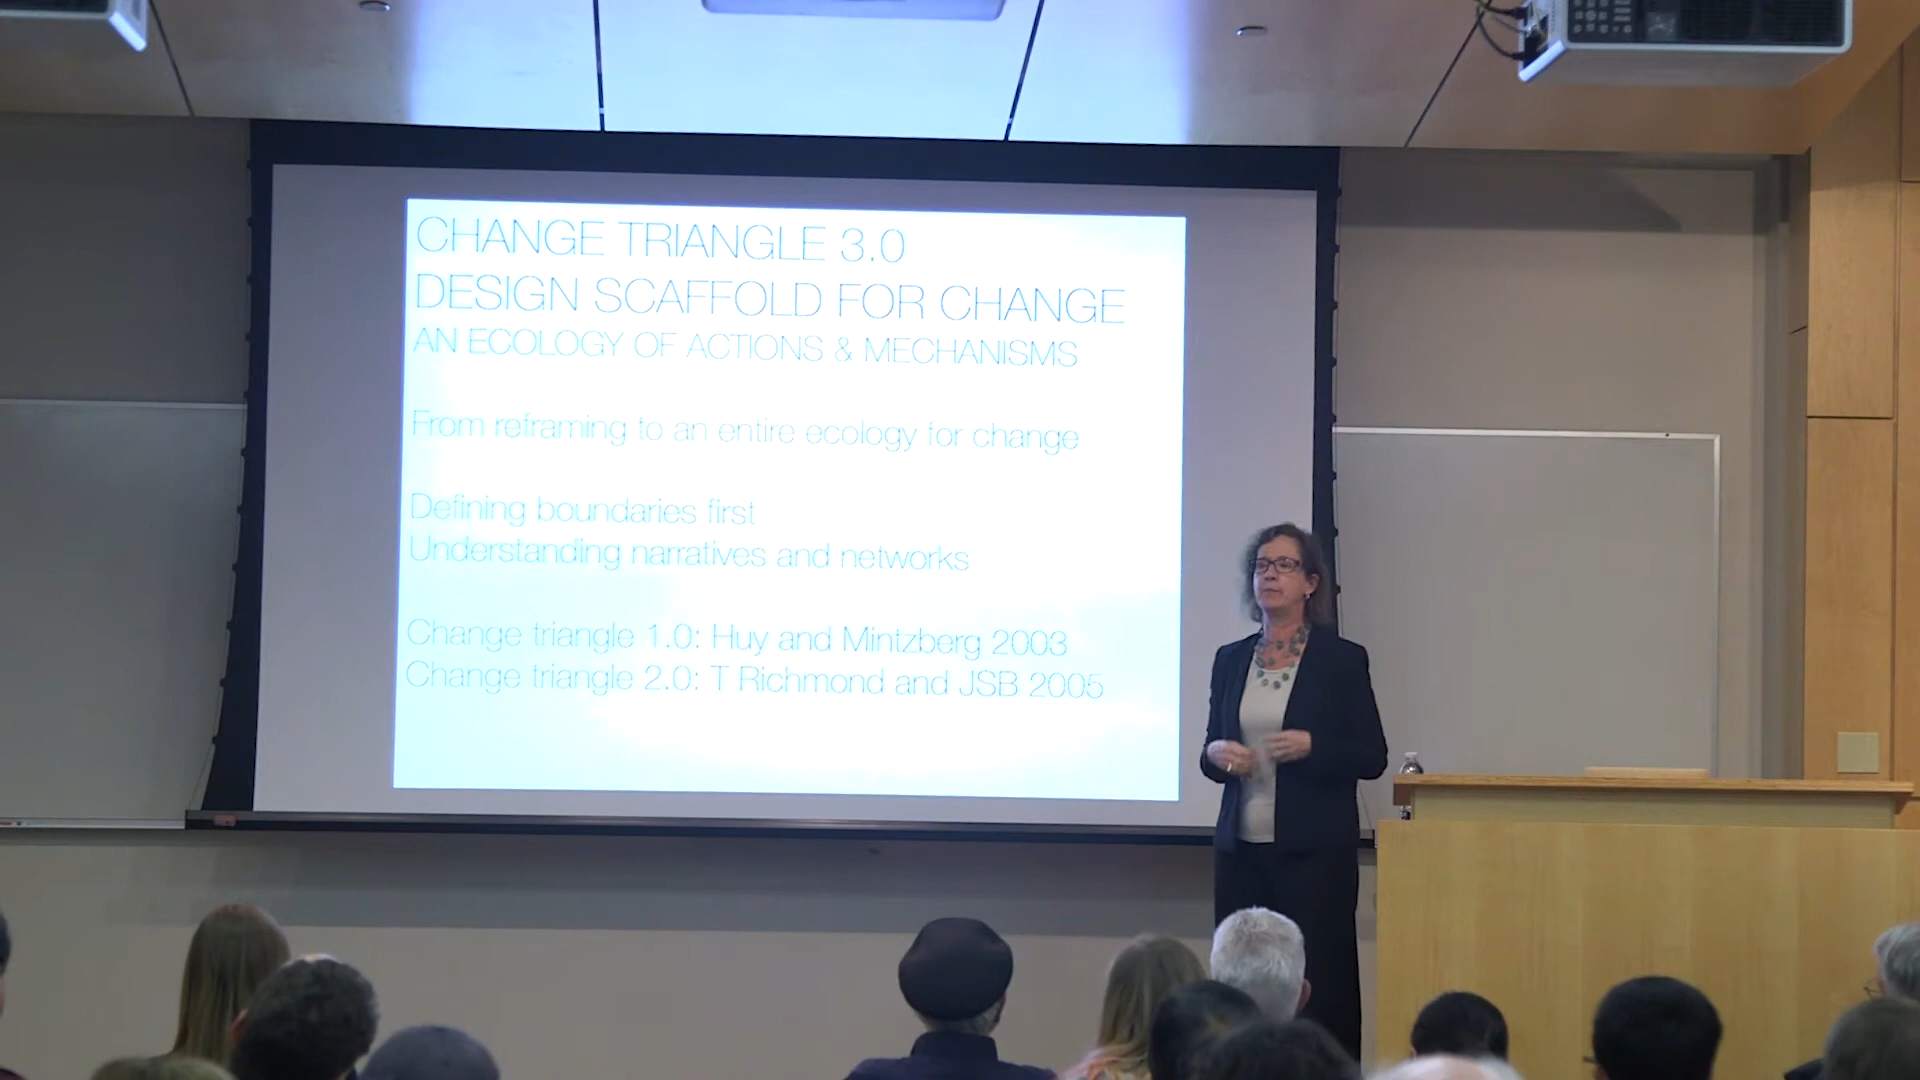 CHANGE TRIANGLE 3.0
DESIGN SCAFFOLD FOR CHANGE
AN ECOLOGY OF ACTIONS & MECHANISMS
From reframing to an entire ecology for change
Defining boundaries first
Understanding narratives and networks
Change triangle 1.0: Huy and Mintzberg 2003
Change triangle 2.0: T Richmond and JSB 2005